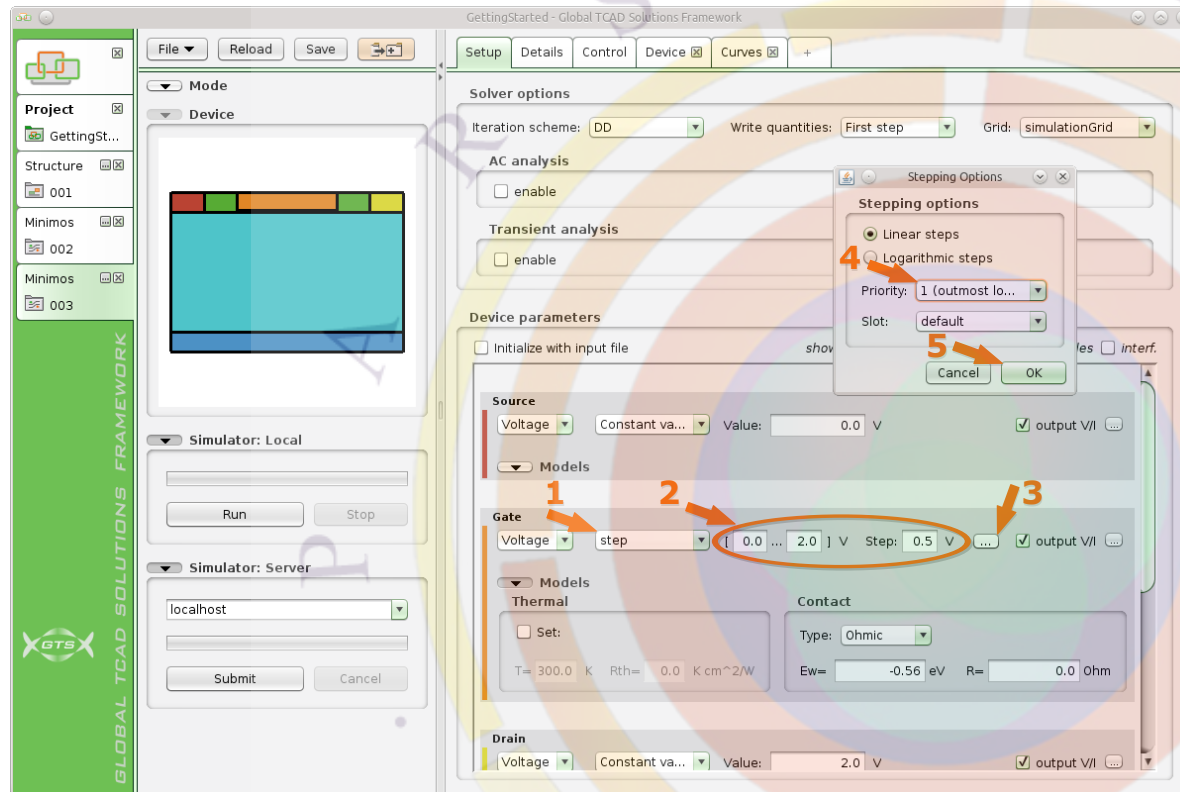 GettingStarted - Global TCAD Solutions Framework
File Reload Save
Setup Details Control Device Curves +
Project
GettingSt...
Structure
001
Minimos
002
Minimos
003
GLOBAL TCAD SOLUTIONS FRAMEWORK
GTS
Mode
Device
Simulator: Local
Run Stop
Simulator: Server
localhost
Submit Cancel
Solver options
Iteration scheme: DD Write quantities: First step Grid: simulationGrid
AC analysis
enable
Transient analysis
enable
Stepping Options
Stepping options
Linear steps
Logarithmic steps
4
Priority: 1 (outmost lo...
Slot: default
5
Cancel OK
Device parameters
Initialize with input file show les interf.
Source
Voltage Constant va... Value: 0.0 V output V/I ...
Models
1 2 3
Gate
Voltage step [ 0.0 ... 2.0 ] V Step: 0.5 V ... output V/I ...
Models
Thermal Contact
Set: Type: Ohmic
T= 300.0 K Rth= 0.0 K cm^2/W Ew= -0.56 eV R= 0.0 Ohm
Drain
Voltage Constant va... Value: 2.0 V output V/I ...